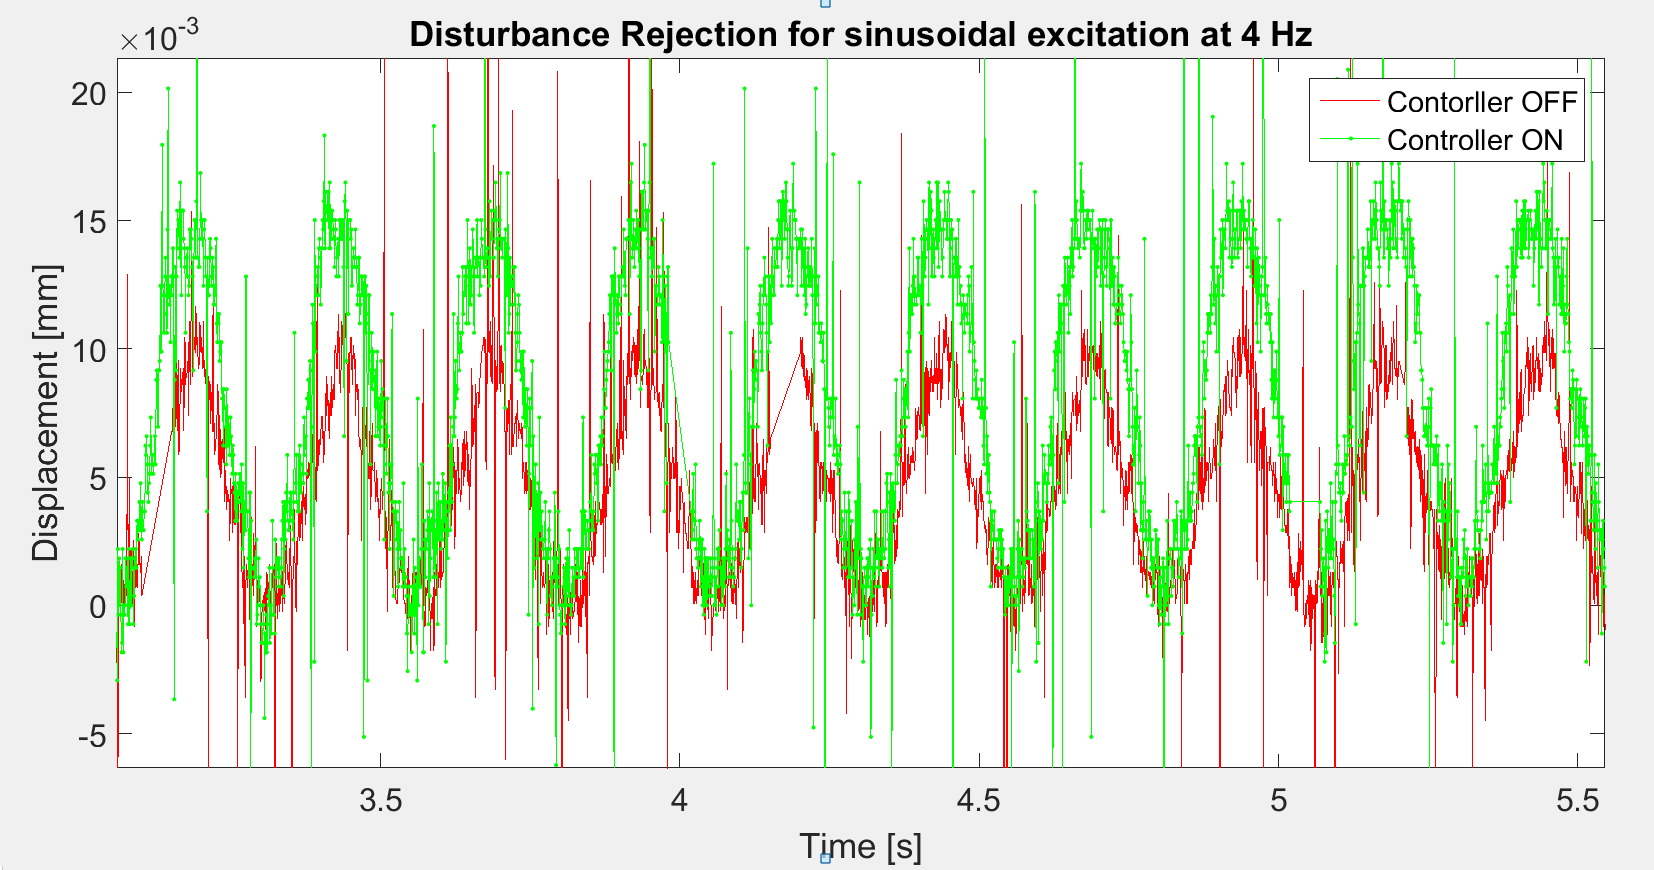 Disturbance Rejection for sinusoidal excitation at 4 Hz
×10⁻³
20
15
10
5
0
-5
Displacement [mm]
Contorller OFF
Controller ON
3.5
4
4.5
5
5.5
Time [s]